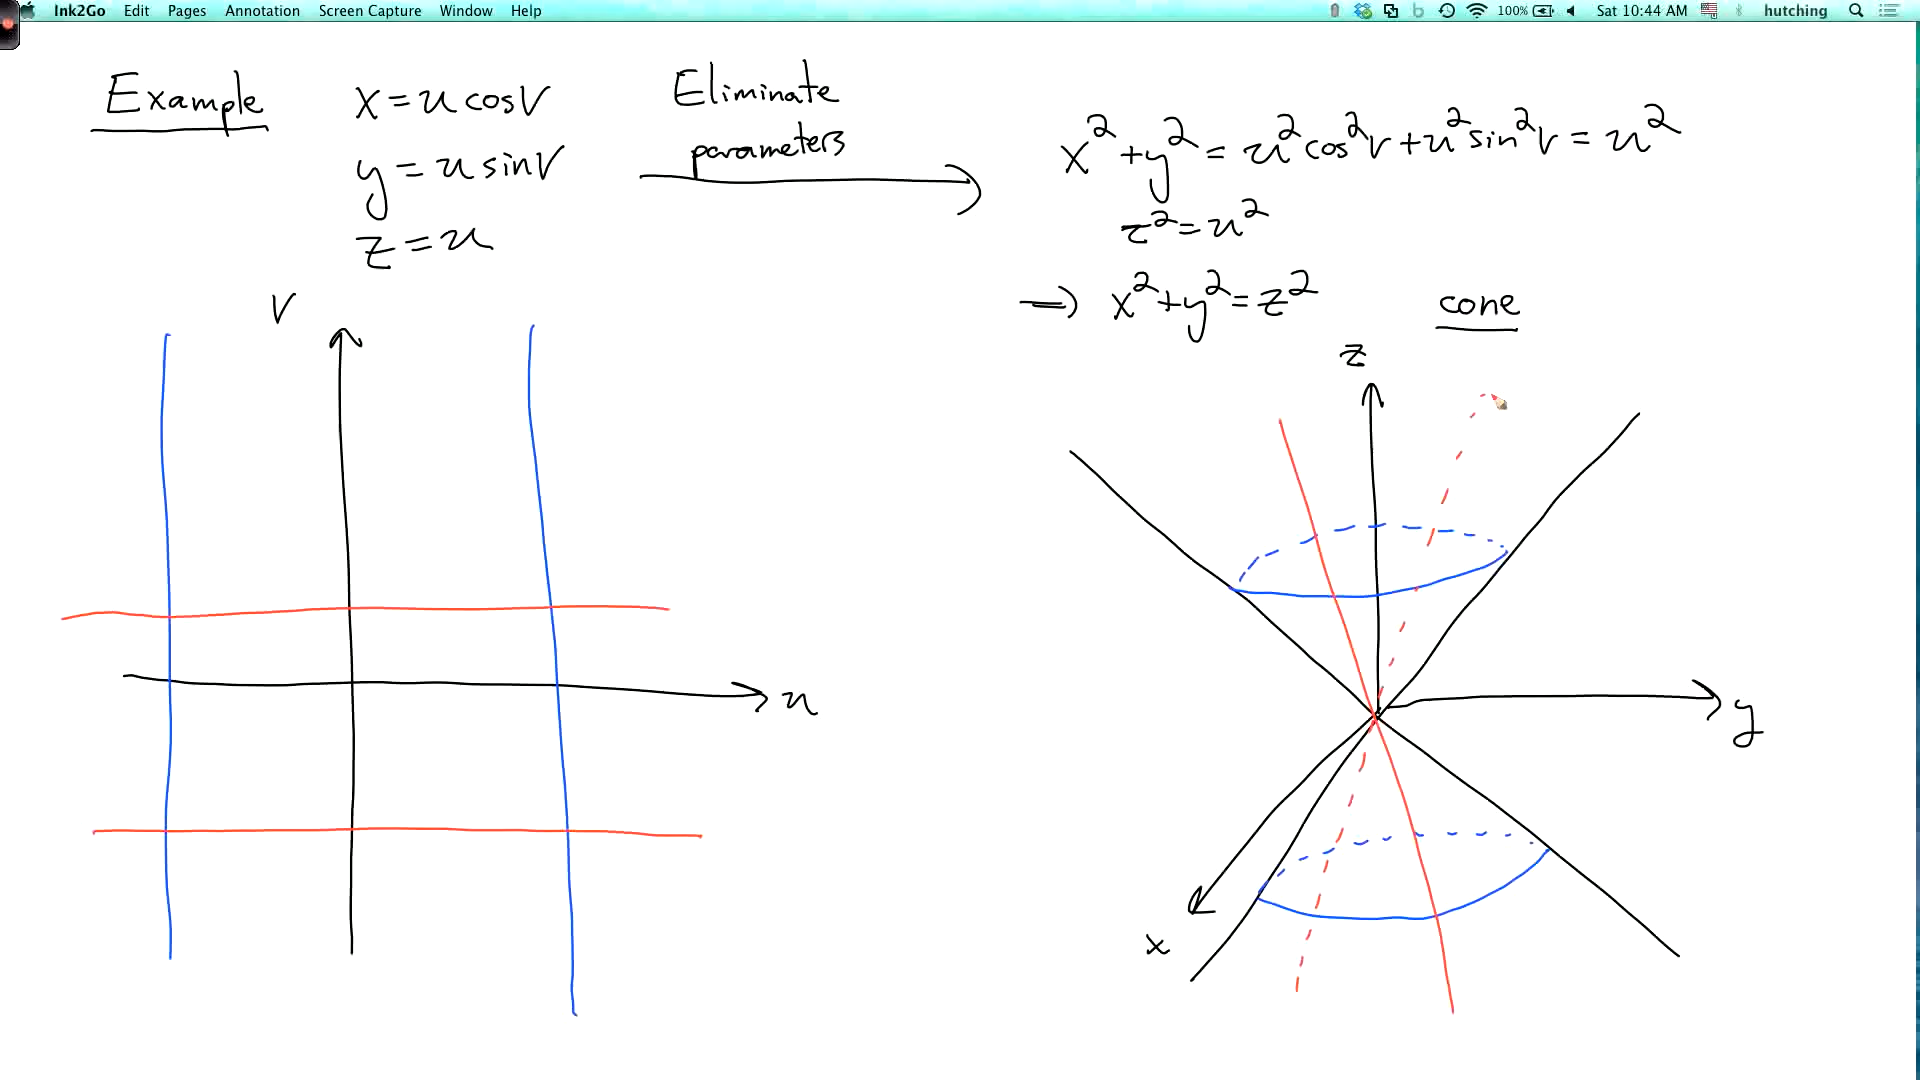 Ink2Go Edit Pages Annotation Screen Capture Window Help 100% Sat 10:44 AM hutching
Example
x = u cos v
y = u sin v
z = u
Eliminate
parameters
x² + y² = u² cos² v + u² sin² v = u²
z² = u²
⇒ x² + y² = z²
cone
v
u
z
y
x